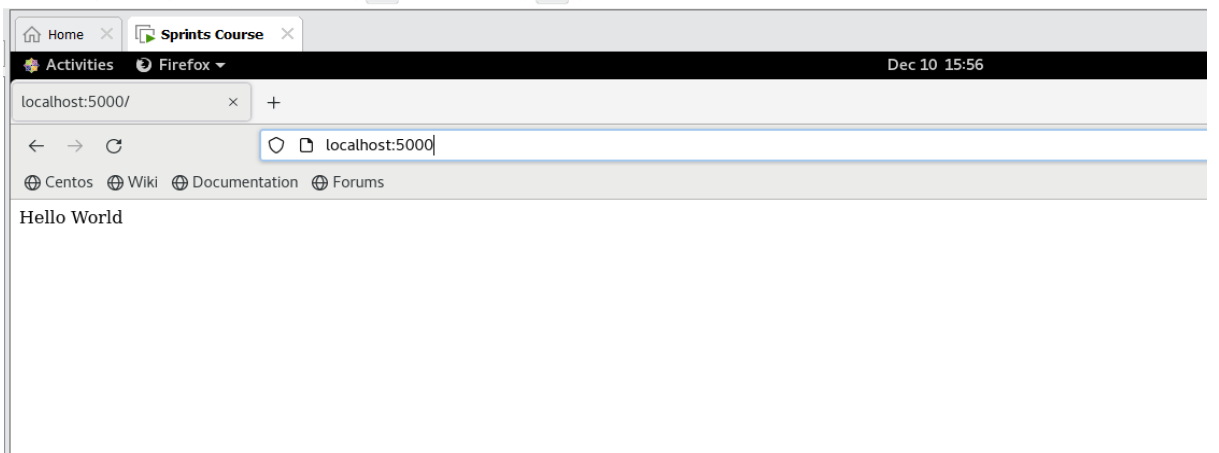 Home Sprints Course
Activities Firefox Dec 10 15:56
localhost:5000/
localhost:5000
Centos Wiki Documentation Forums
Hello World